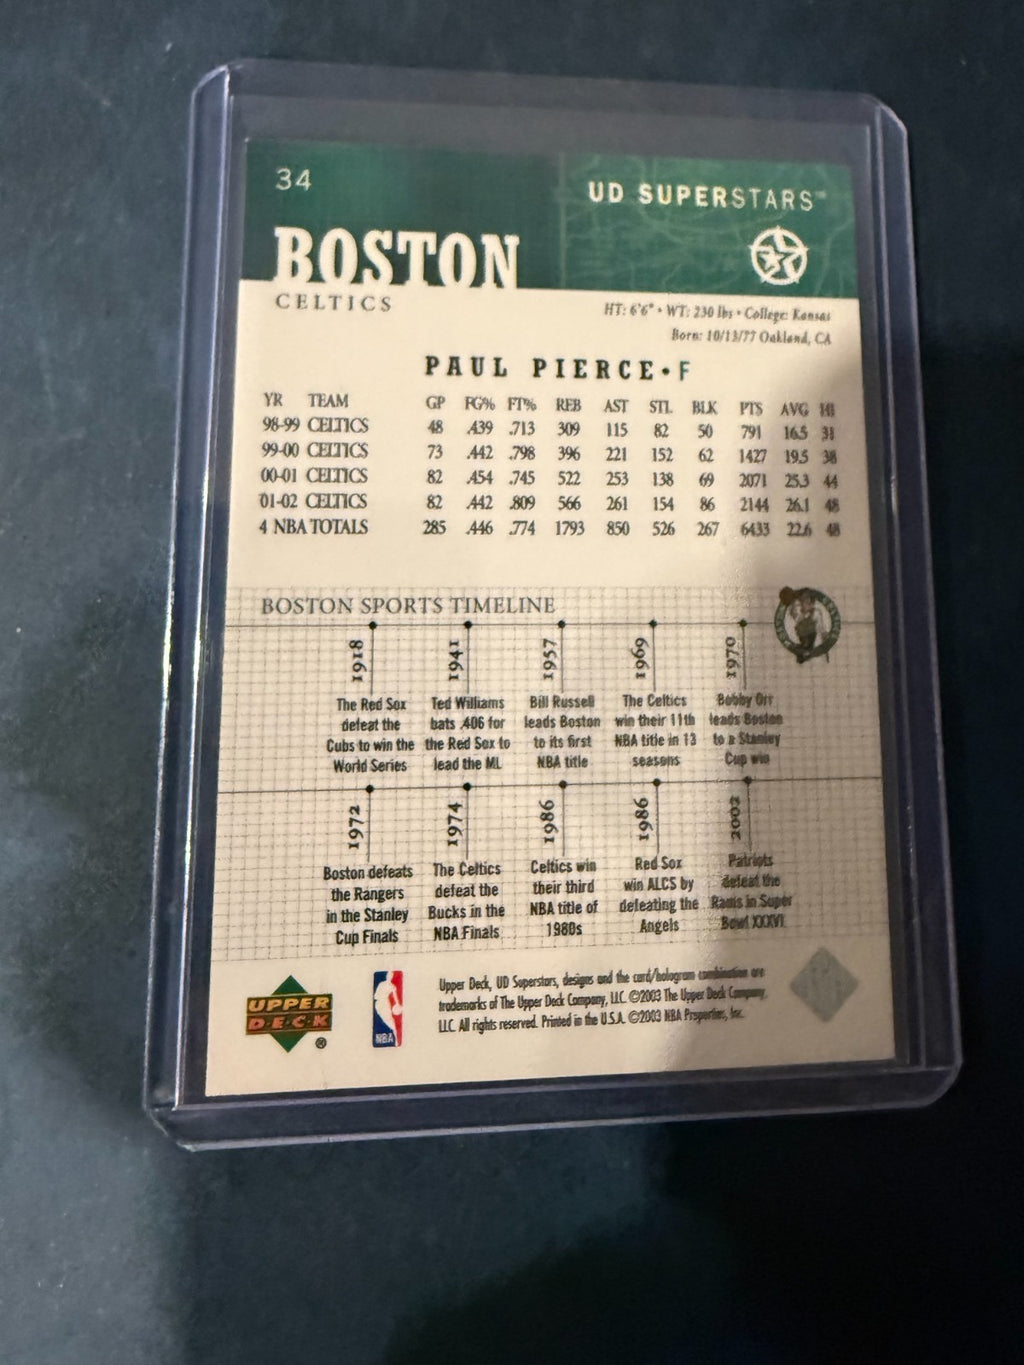 34
UD SUPERSTARS™
BOSTON
CELTICS
HT: 6'6" • WT: 230 lbs • College: Kansas
Born: 10/13/77 Oakland, CA
PAUL PIERCE • F
YR TEAM GP FG% FT% REB AST STL BLK PTS AVG HI
98-99 CELTICS 48 .439 .713 309 115 82 50 791 16.5 31
99-00 CELTICS 73 .442 .798 396 221 152 62 1427 19.5 38
00-01 CELTICS 82 .454 .745 522 253 138 69 2071 25.3 44
01-02 CELTICS 82 .442 .809 566 261 154 86 2144 26.1 48
4 NBA TOTALS 285 .446 .774 1793 850 526 267 6433 22.6 48
BOSTON SPORTS TIMELINE
1918
The Red Sox
defeat the
Cubs to win the
World Series
1941
Ted Williams
bats .406 for
the Red Sox to
lead the ML
1957
Bill Russell
leads Boston
to its first
NBA title
1969
The Celtics
win their 11th
NBA title in 13
seasons
1970
Bobby Orr
leads Boston
to a Stanley
Cup win
1972
Boston defeats
the Rangers
in the Stanley
Cup Finals
1974
The Celtics
defeat the
Bucks in the
NBA Finals
1986
Celtics win
their third
NBA title of
1980s
1986
Red Sox
win ALCS by
defeating the
Angels
2002
Patriots
defeat the
Rams in Super
Bowl XXXVI
UPPER
DECK
®
NBA
Upper Deck, UD Superstars, designs and the card/hologram combination are
trademarks of The Upper Deck Company, LLC. ©2003 The Upper Deck Company,
LLC. All rights reserved. Printed in the U.S.A. ©2003 NBA Properties, Inc.